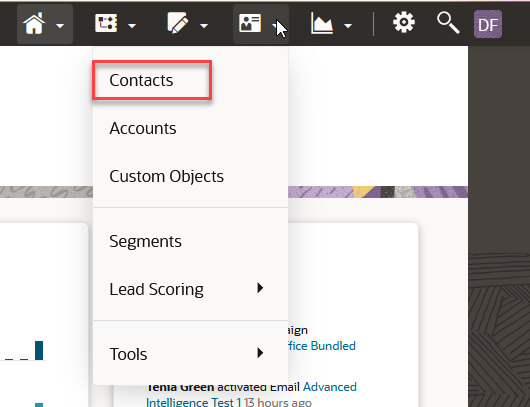 DF
Contacts
Accounts
Custom Objects
Segments
Lead Scoring
aign
ffice Bundled
Tools
Tenia Green activated Email Advanced
Intelligence Test 1 13 hours ago